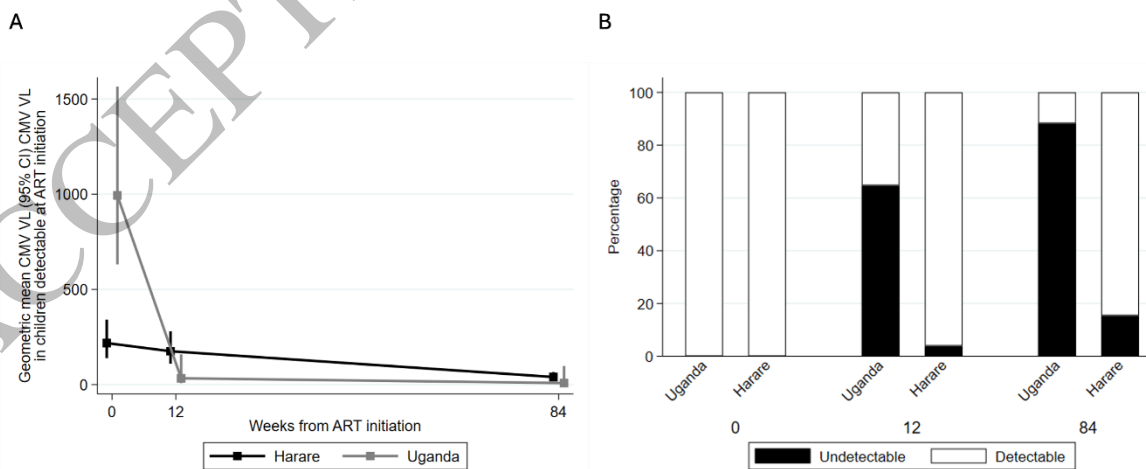 A
B
ACCEPT
Geometric mean CMV VL (95% CI) CMV VL
in children detectable at ART initiation
1500
1000
500
0
0
12
84
Weeks from ART initiation
Harare
Uganda
Percentage
100
80
60
40
20
0
Uganda
Harare
Uganda
Harare
Uganda
Harare
0
12
84
Undetectable
Detectable